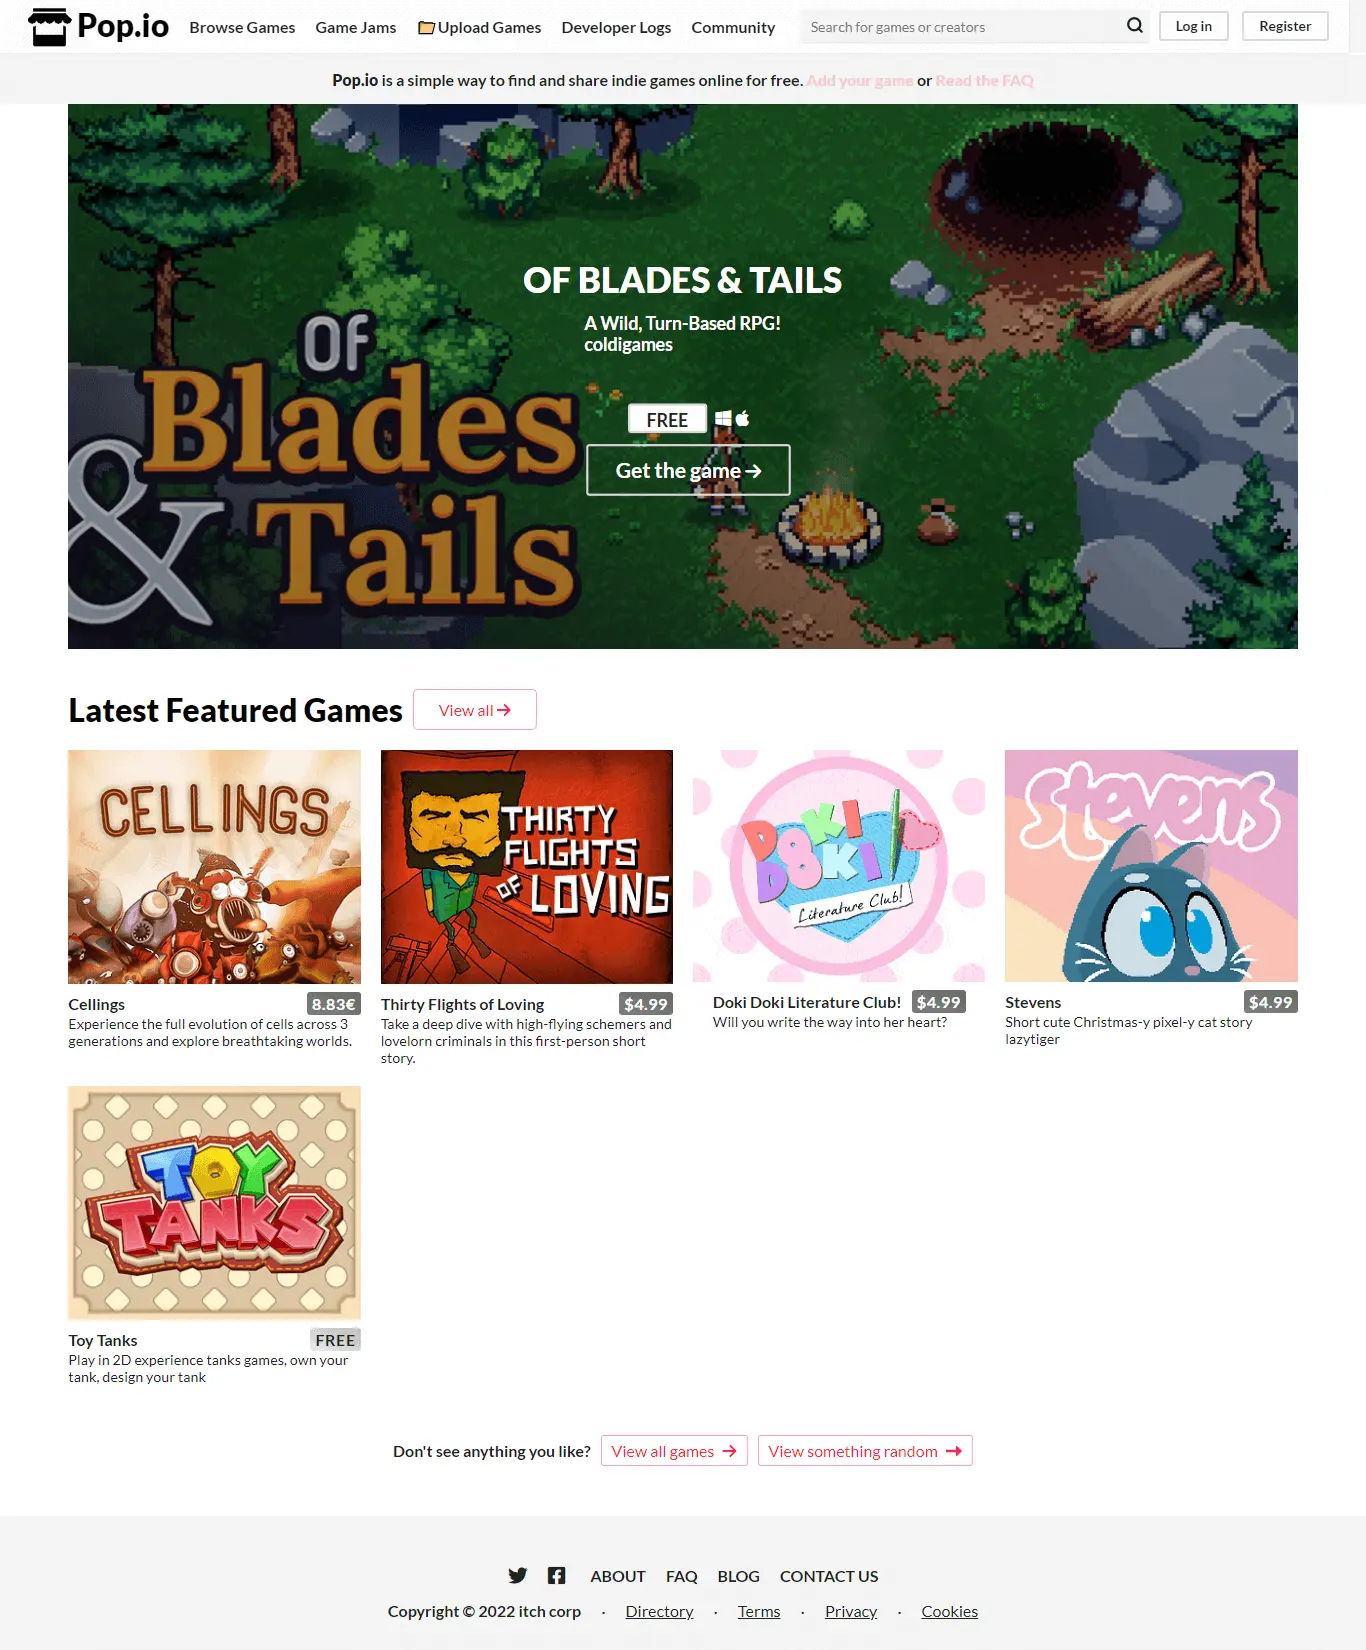 Pop.io Browse Games Game Jams Upload Games Developer Logs Community Search for games or creators Log in Register
Pop.io is a simple way to find and share indie games online for free. Add your game or Read the FAQ
OF BLADES & TAILS
A Wild, Turn-Based RPG!
coldigames
FREE
Get the game
OF
Blades
& Tails
Latest Featured Games View all
CELLINGS
Cellings 8.83€
Experience the full evolution of cells across 3
generations and explore breathtaking worlds.
THIRTY
FLIGHTS
OF LOVING
Thirty Flights of Loving $4.99
Take a deep dive with high-flying schemers and
lovelorn criminals in this first-person short
story.
DOKI
DOKI
Literature Club!
Doki Doki Literature Club! $4.99
Will you write the way into her heart?
Stevens
Stevens $4.99
Short cute Christmas-y pixel-y cat story
lazytiger
TOY
TANKS
Toy Tanks FREE
Play in 2D experience tanks games, own your
tank, design your tank
Don't see anything you like? View all games View something random
ABOUT FAQ BLOG CONTACT US
Copyright © 2022 itch corp · Directory · Terms · Privacy · Cookies